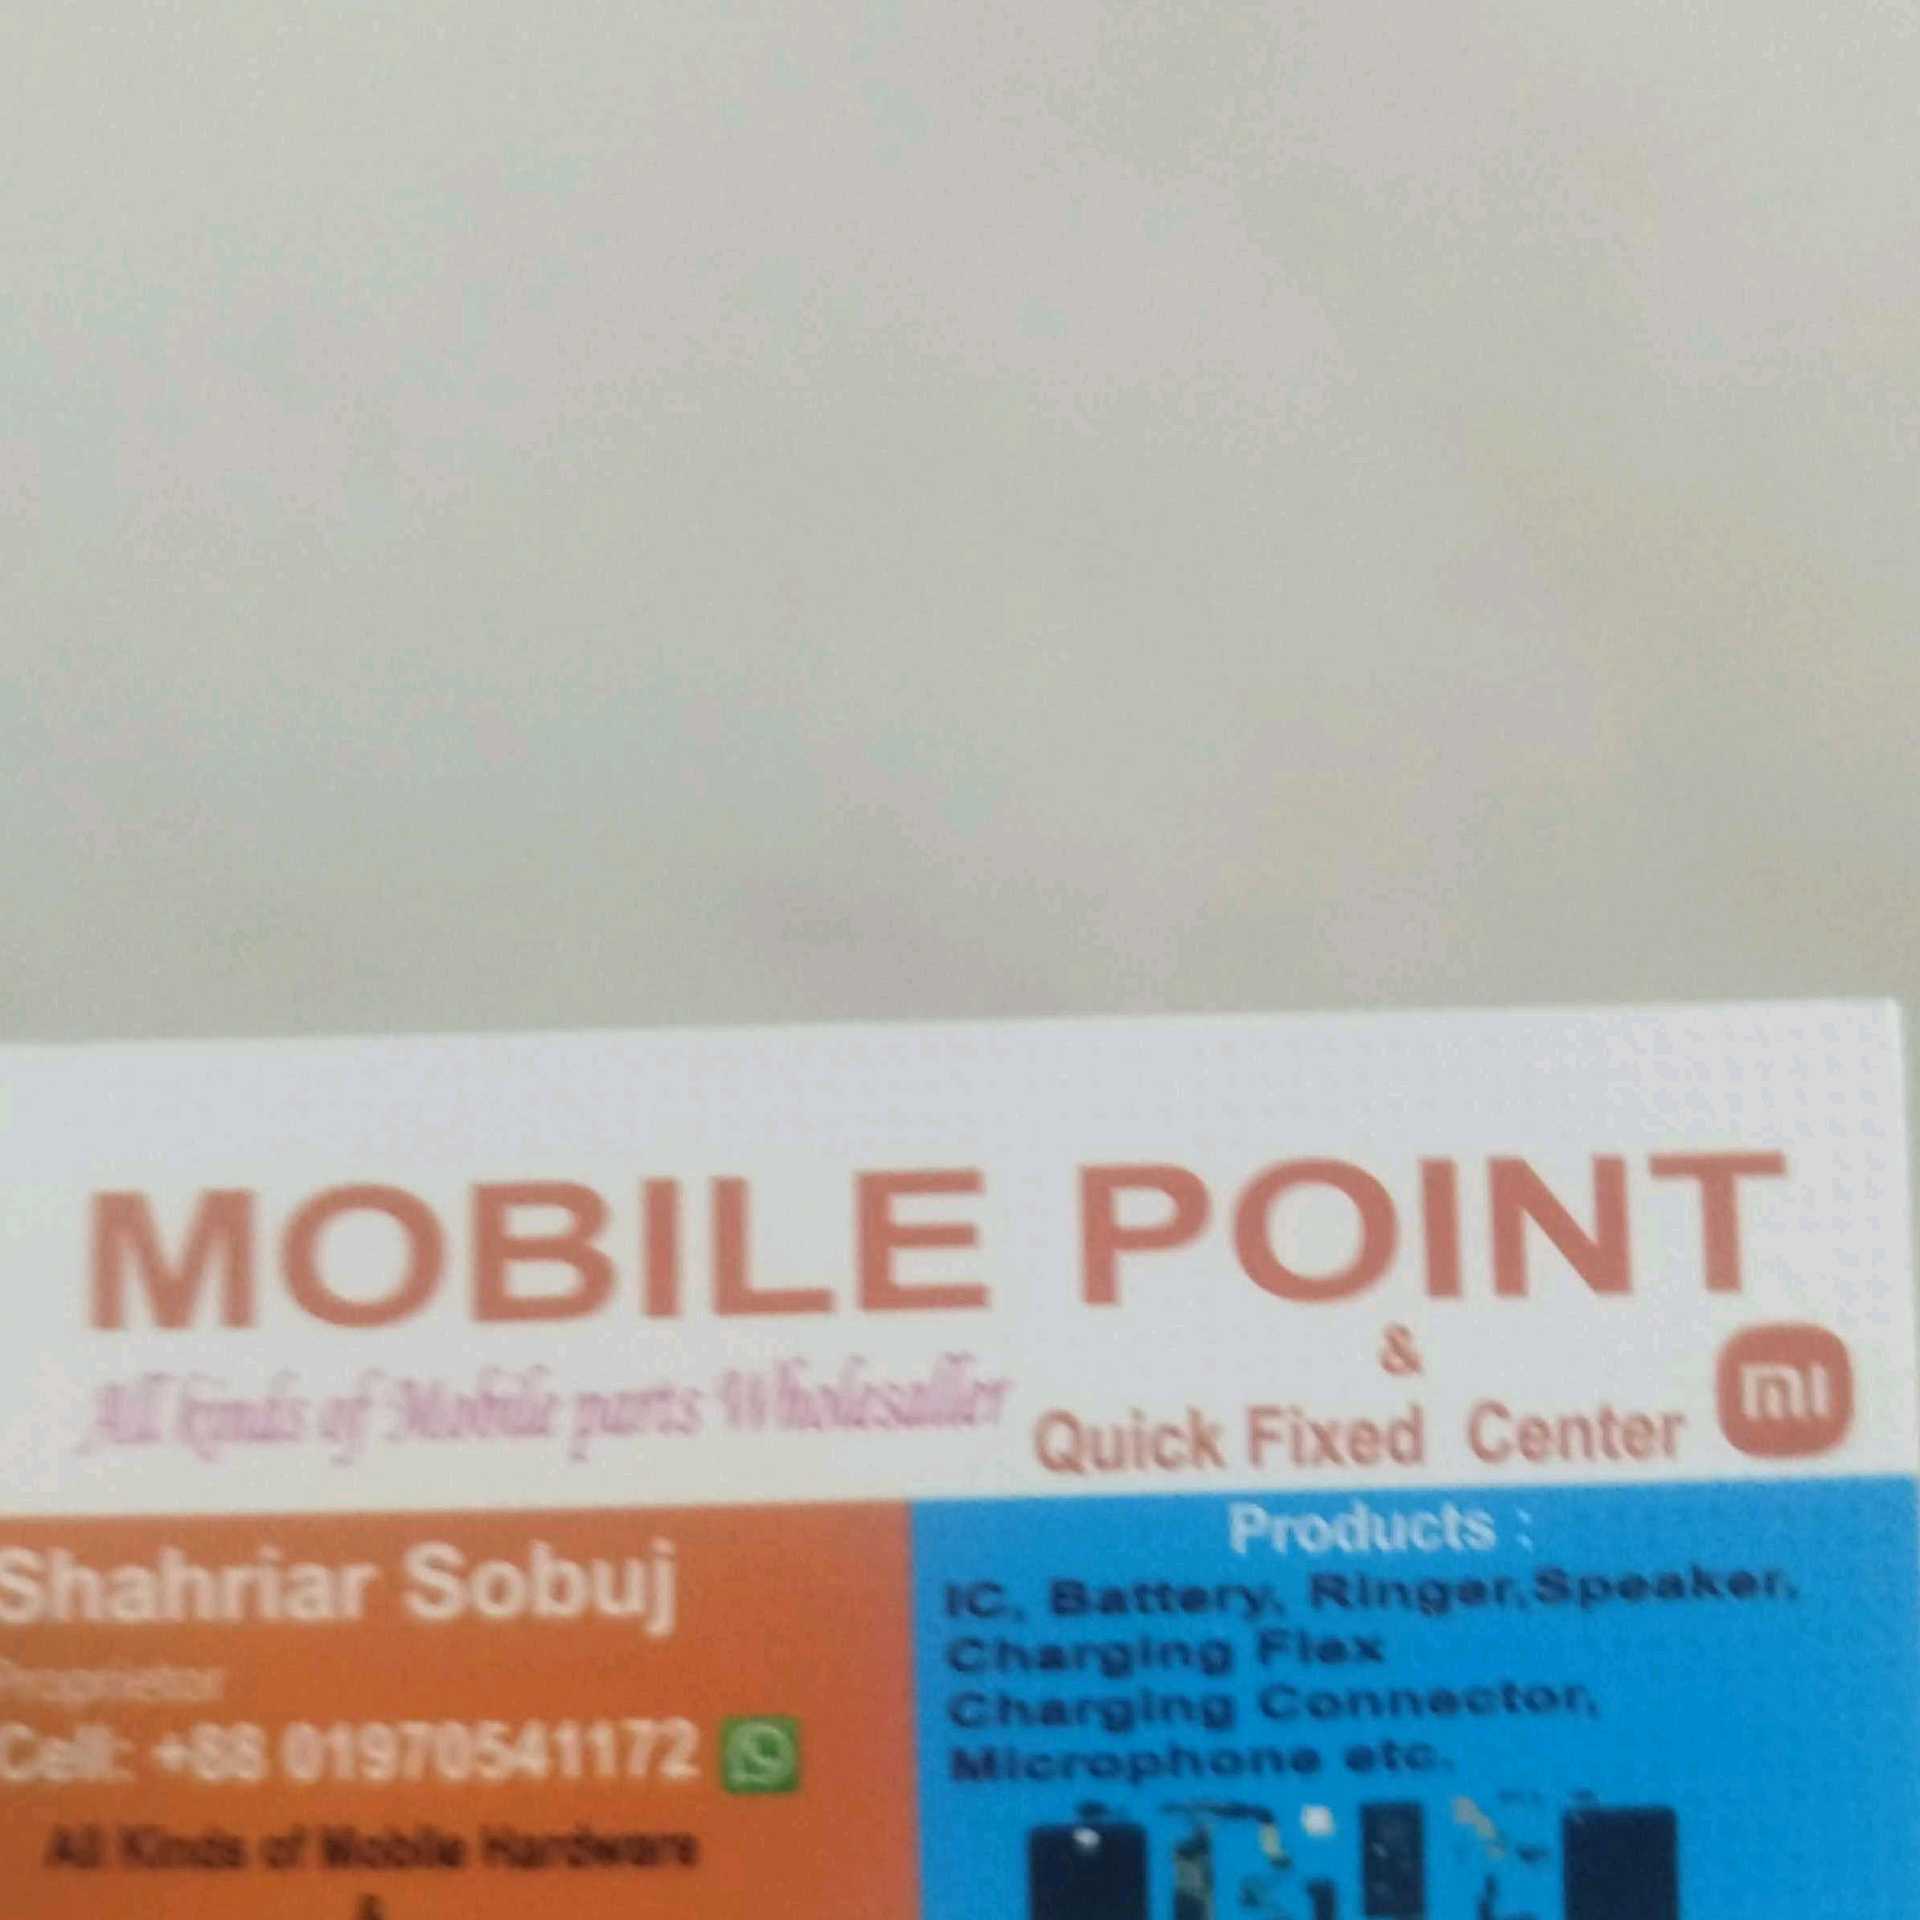 MOBILE POINT
&
All kinds of Mobile parts Wholesaller
Quick Fixed Center
mi
Shahriar Sobuj
Proprietor
Cell: +88 01970541172
All Kinds of Mobile Hardware
&
Products :
IC, Battery, Ringer,Speaker,
Charging Flex
Charging Connector,
Microphone etc.